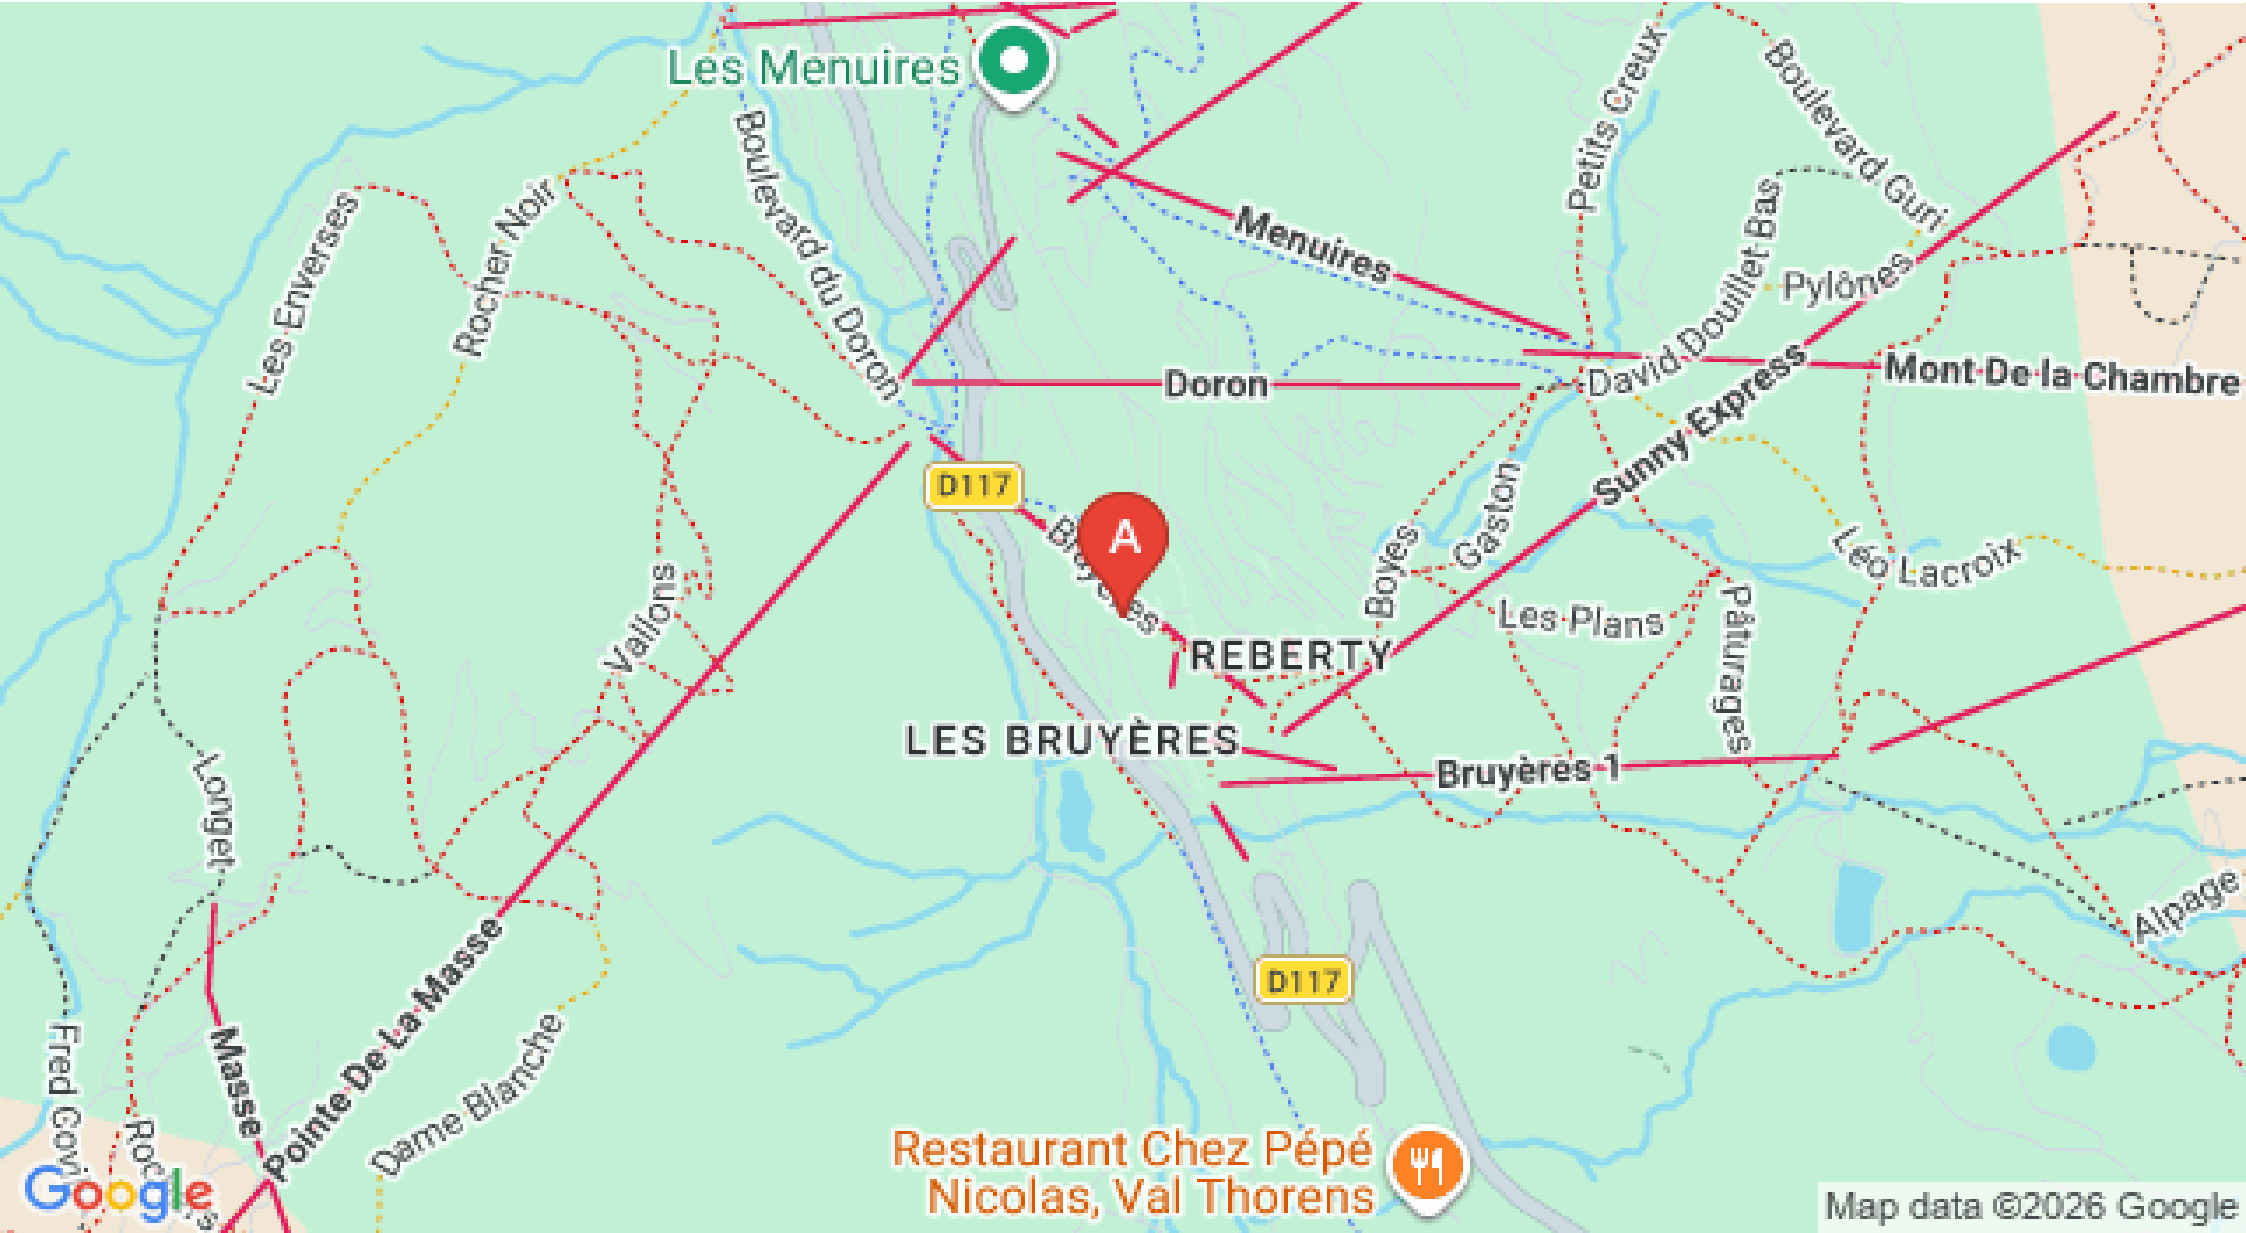 Les Menuires
Petits Creux
Boulevard Guri
Boulevard du Doron
Les Enverses
Rocher Noir
Menuires
David Douillet Bas
Pylônes
Doron
Mont De la Chambre
Sunny Express
D117
A
Gaston
Boyes
Léo Lacroix
Vallons
Les Plans
Pâturages
REBERTY
LES BRUYÈRES
Bruyères 1
Longet
Alpage
D117
Masse
Pointe De La Masse
Dame Blanche
Restaurant Chez Pépé
Nicolas, Val Thorens
Google
Map data ©2026 Google